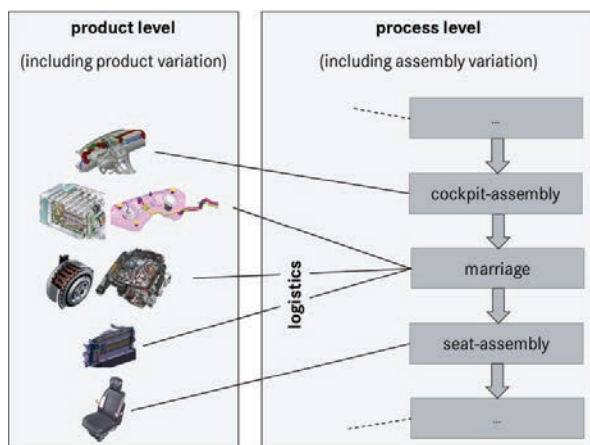 product level
(including product variation)
process level
(including assembly variation)
...
cockpit-assembly
marriage
logistics
seat-assembly
...